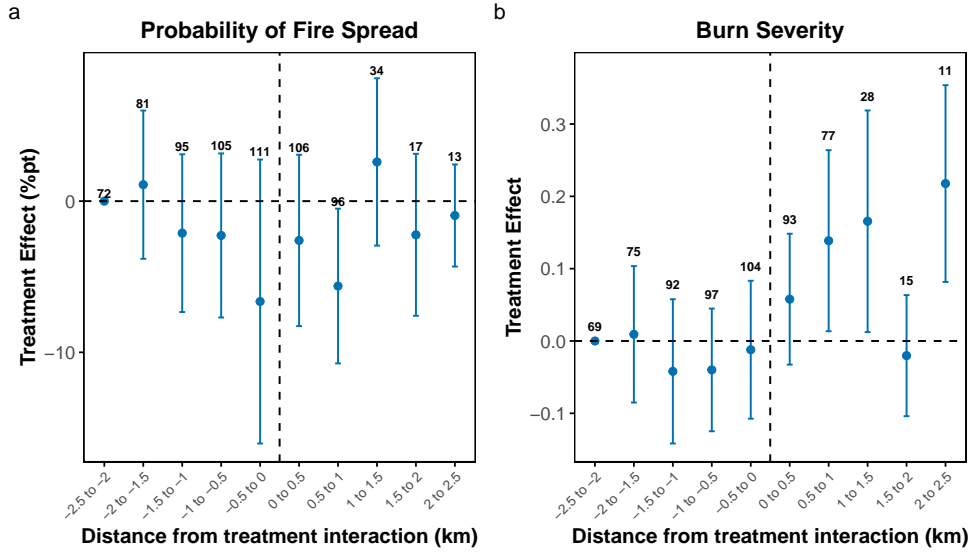 a
Probability of Fire Spread
Treatment Effect (%pt)
0
−10
72
81
95
105
111
106
96
34
17
13
−2.5 to −2
−2 to −1.5
−1.5 to −1
−1 to −0.5
−0.5 to 0
0 to 0.5
0.5 to 1
1 to 1.5
1.5 to 2
2 to 2.5
Distance from treatment interaction (km)
b
Burn Severity
Treatment Effect
0.3
0.2
0.1
0.0
−0.1
69
75
92
97
104
93
77
28
15
11
−2.5 to −2
−2 to −1.5
−1.5 to −1
−1 to −0.5
−0.5 to 0
0 to 0.5
0.5 to 1
1 to 1.5
1.5 to 2
2 to 2.5
Distance from treatment interaction (km)